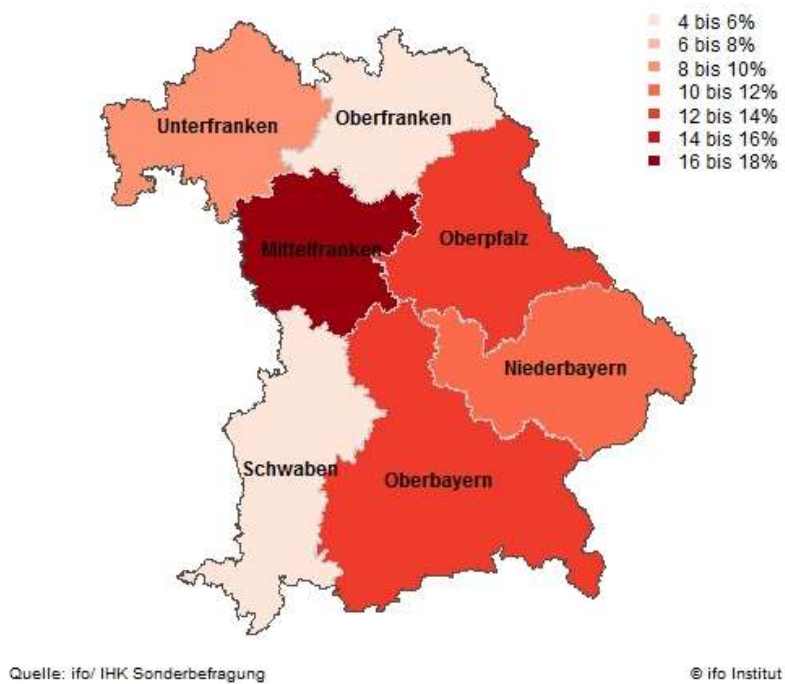 4 bis 6%
6 bis 8%
8 bis 10%
10 bis 12%
12 bis 14%
14 bis 16%
16 bis 18%
Unterfranken
Oberfranken
Mittelfranken
Oberpfalz
Niederbayern
Schwaben
Oberbayern
Quelle: ifo/ IHK Sonderbefragung
© ifo Institut